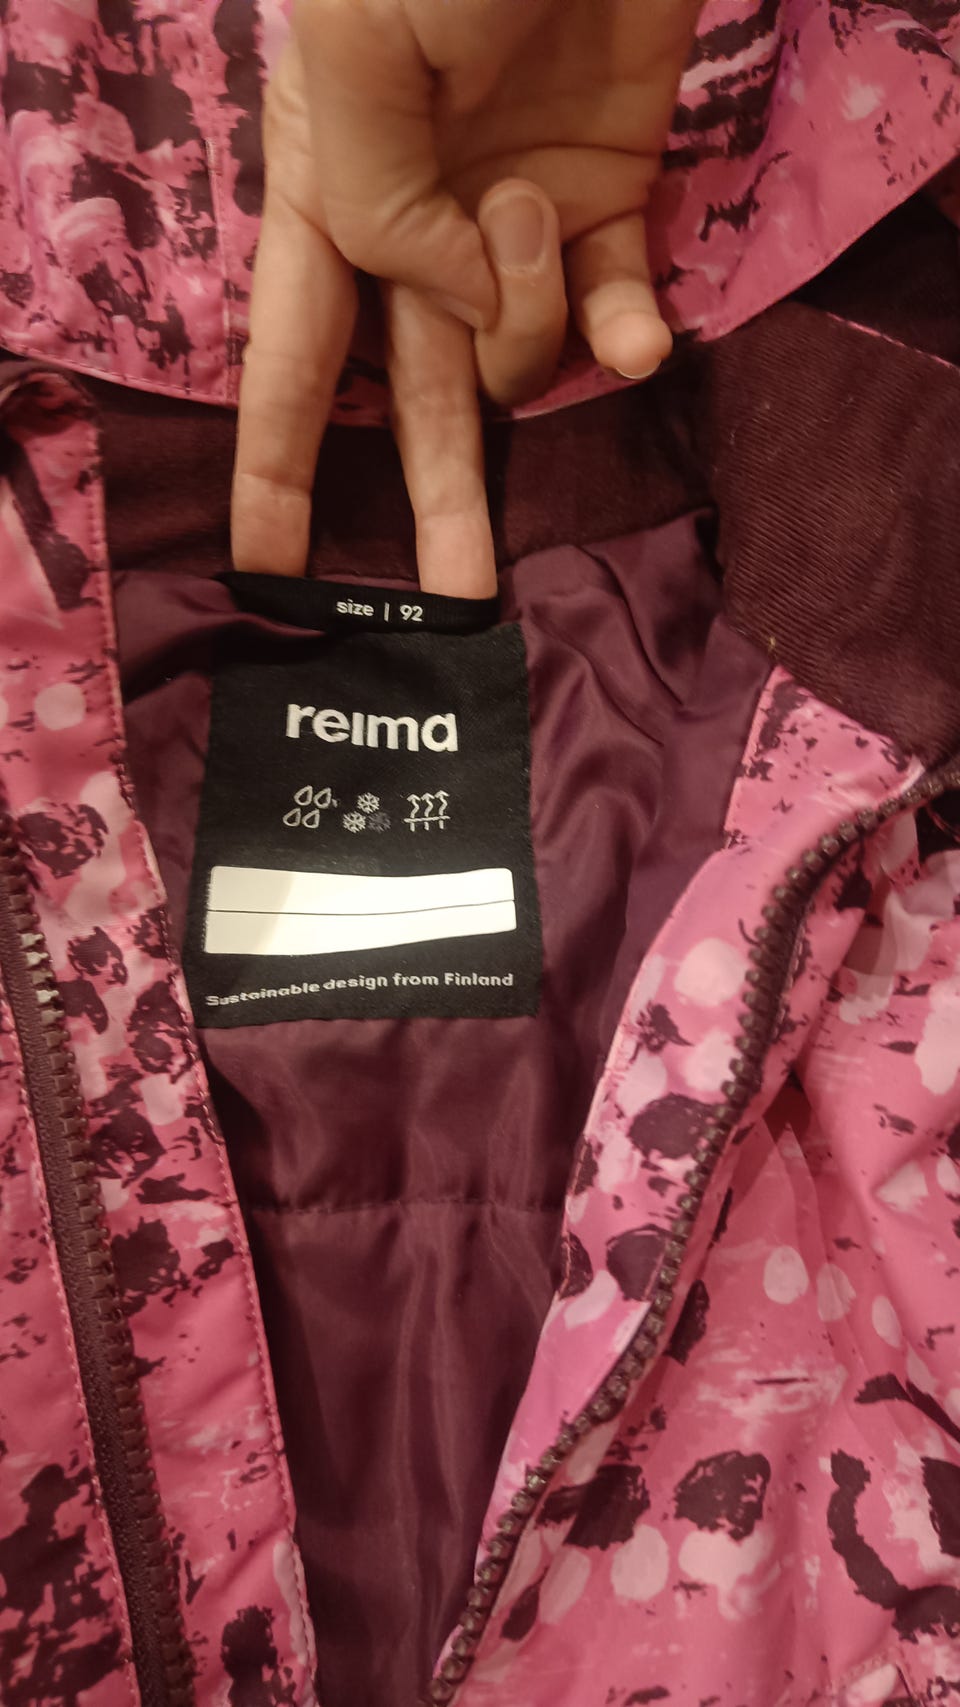 size | 92
reima
Sustainable design from Finland